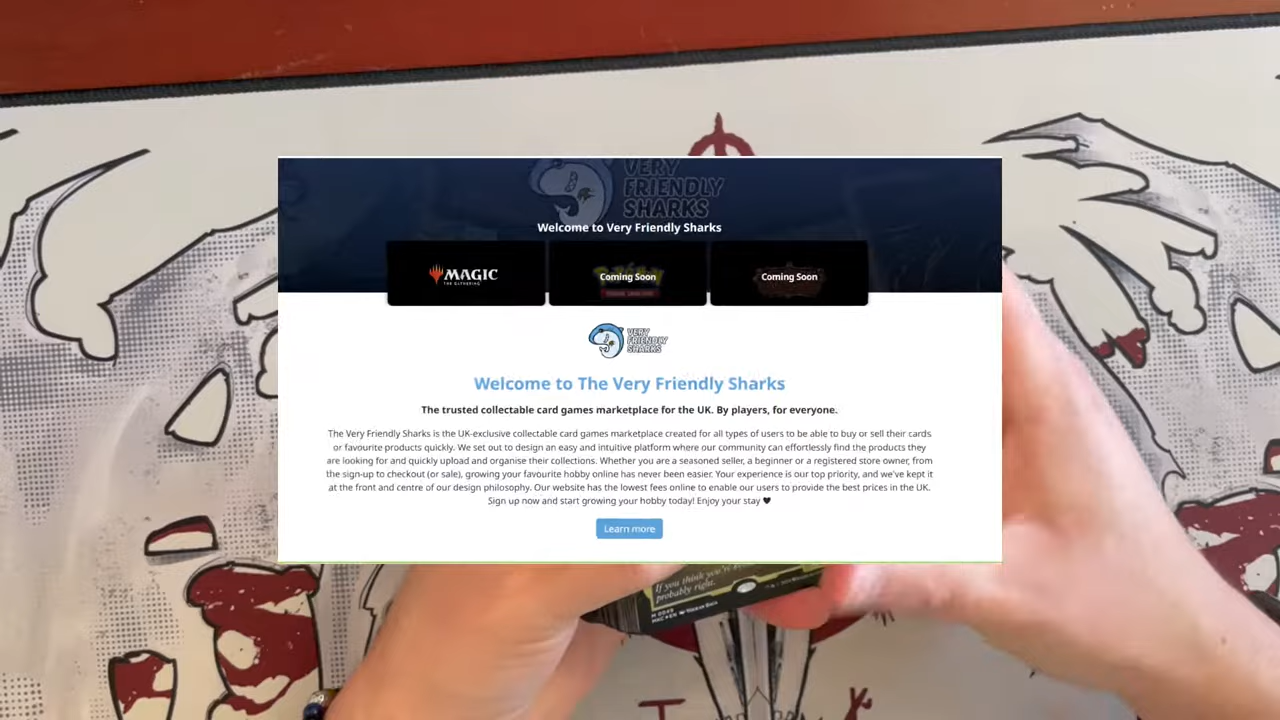 VERY
FRIENDLY
SHARKS
Welcome to Very Friendly Sharks
MAGIC
THE GATHERING
Coming Soon
Coming Soon
VERY
FRIENDLY
SHARKS
Welcome to The Very Friendly Sharks
The trusted collectable card games marketplace for the UK. By players, for everyone.
The Very Friendly Sharks is the UK-exclusive collectable card games marketplace created for all types of users to be able to buy or sell their cards
or favourite products quickly. We set out to design an easy and intuitive platform where our community can effortlessly find the products they
are looking for and quickly upload and organise their collections. Whether you are a seasoned seller, a beginner or a registered store owner, from
the sign-up to checkout (or sale), growing your favourite hobby online has never been easier. Your experience is our top priority, and we've kept it
at the front and centre of our design philosophy. Our website has the lowest fees online to enable our users to provide the best prices in the UK.
Sign up now and start growing your hobby today! Enjoy your stay ♥
Learn more
If you think you're
probably right.